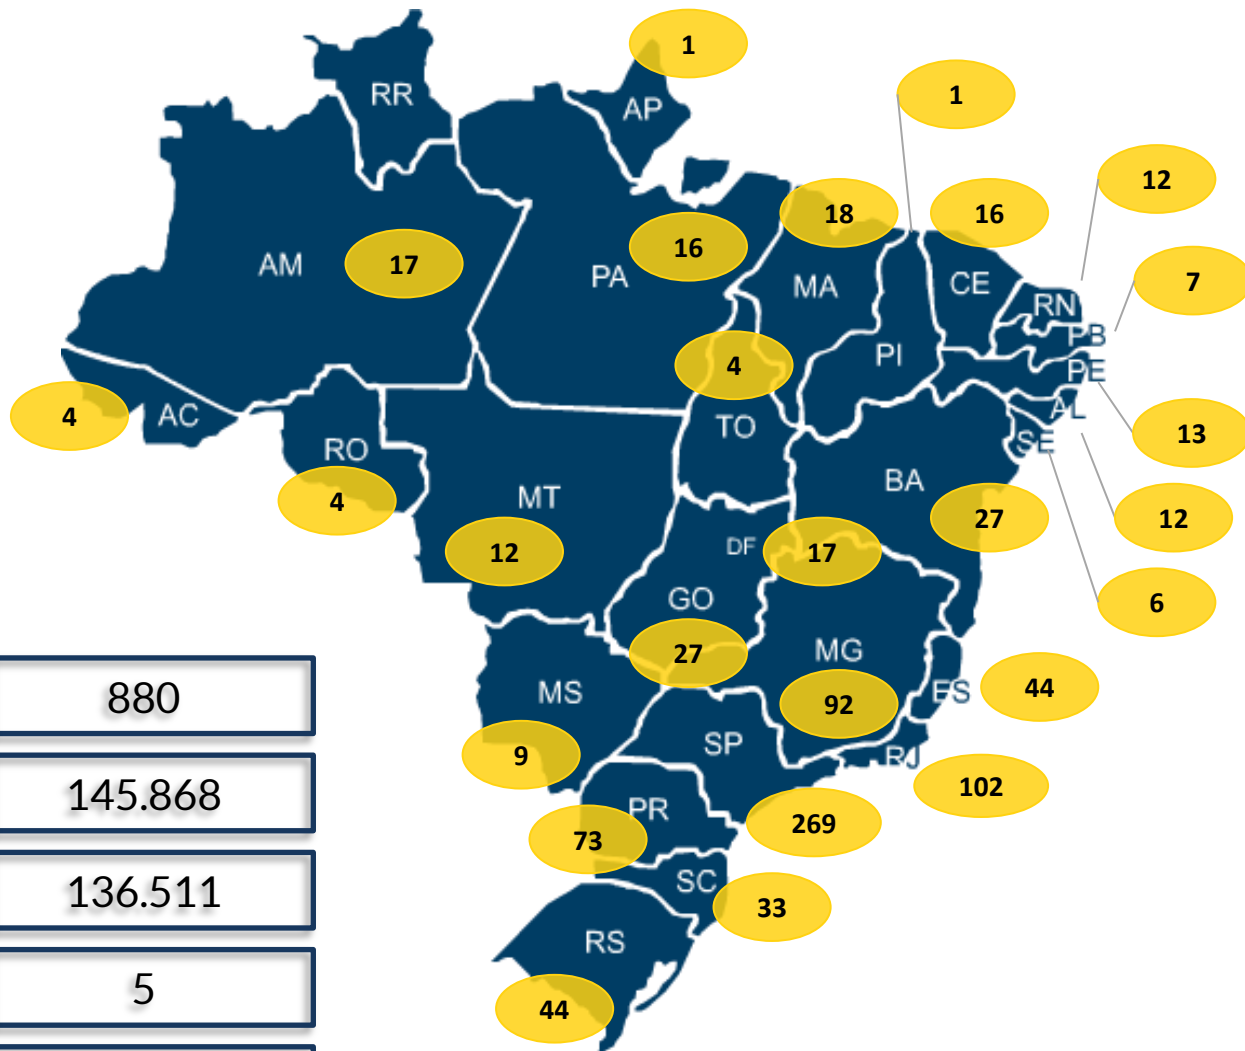 1
RR
1
AP
12
18
16
16
17
AM
7
PA
CE
MA
RN
PB
PI
4
PE
AL
4
AC
TO
13
SE
RO
BA
MT
4
27
12
DF
12
17
GO
6
MG
27
ES
44
880
MS
92
SP
9
RJ
102
145.868
PR
269
73
SC
136.511
33
RS
5
44